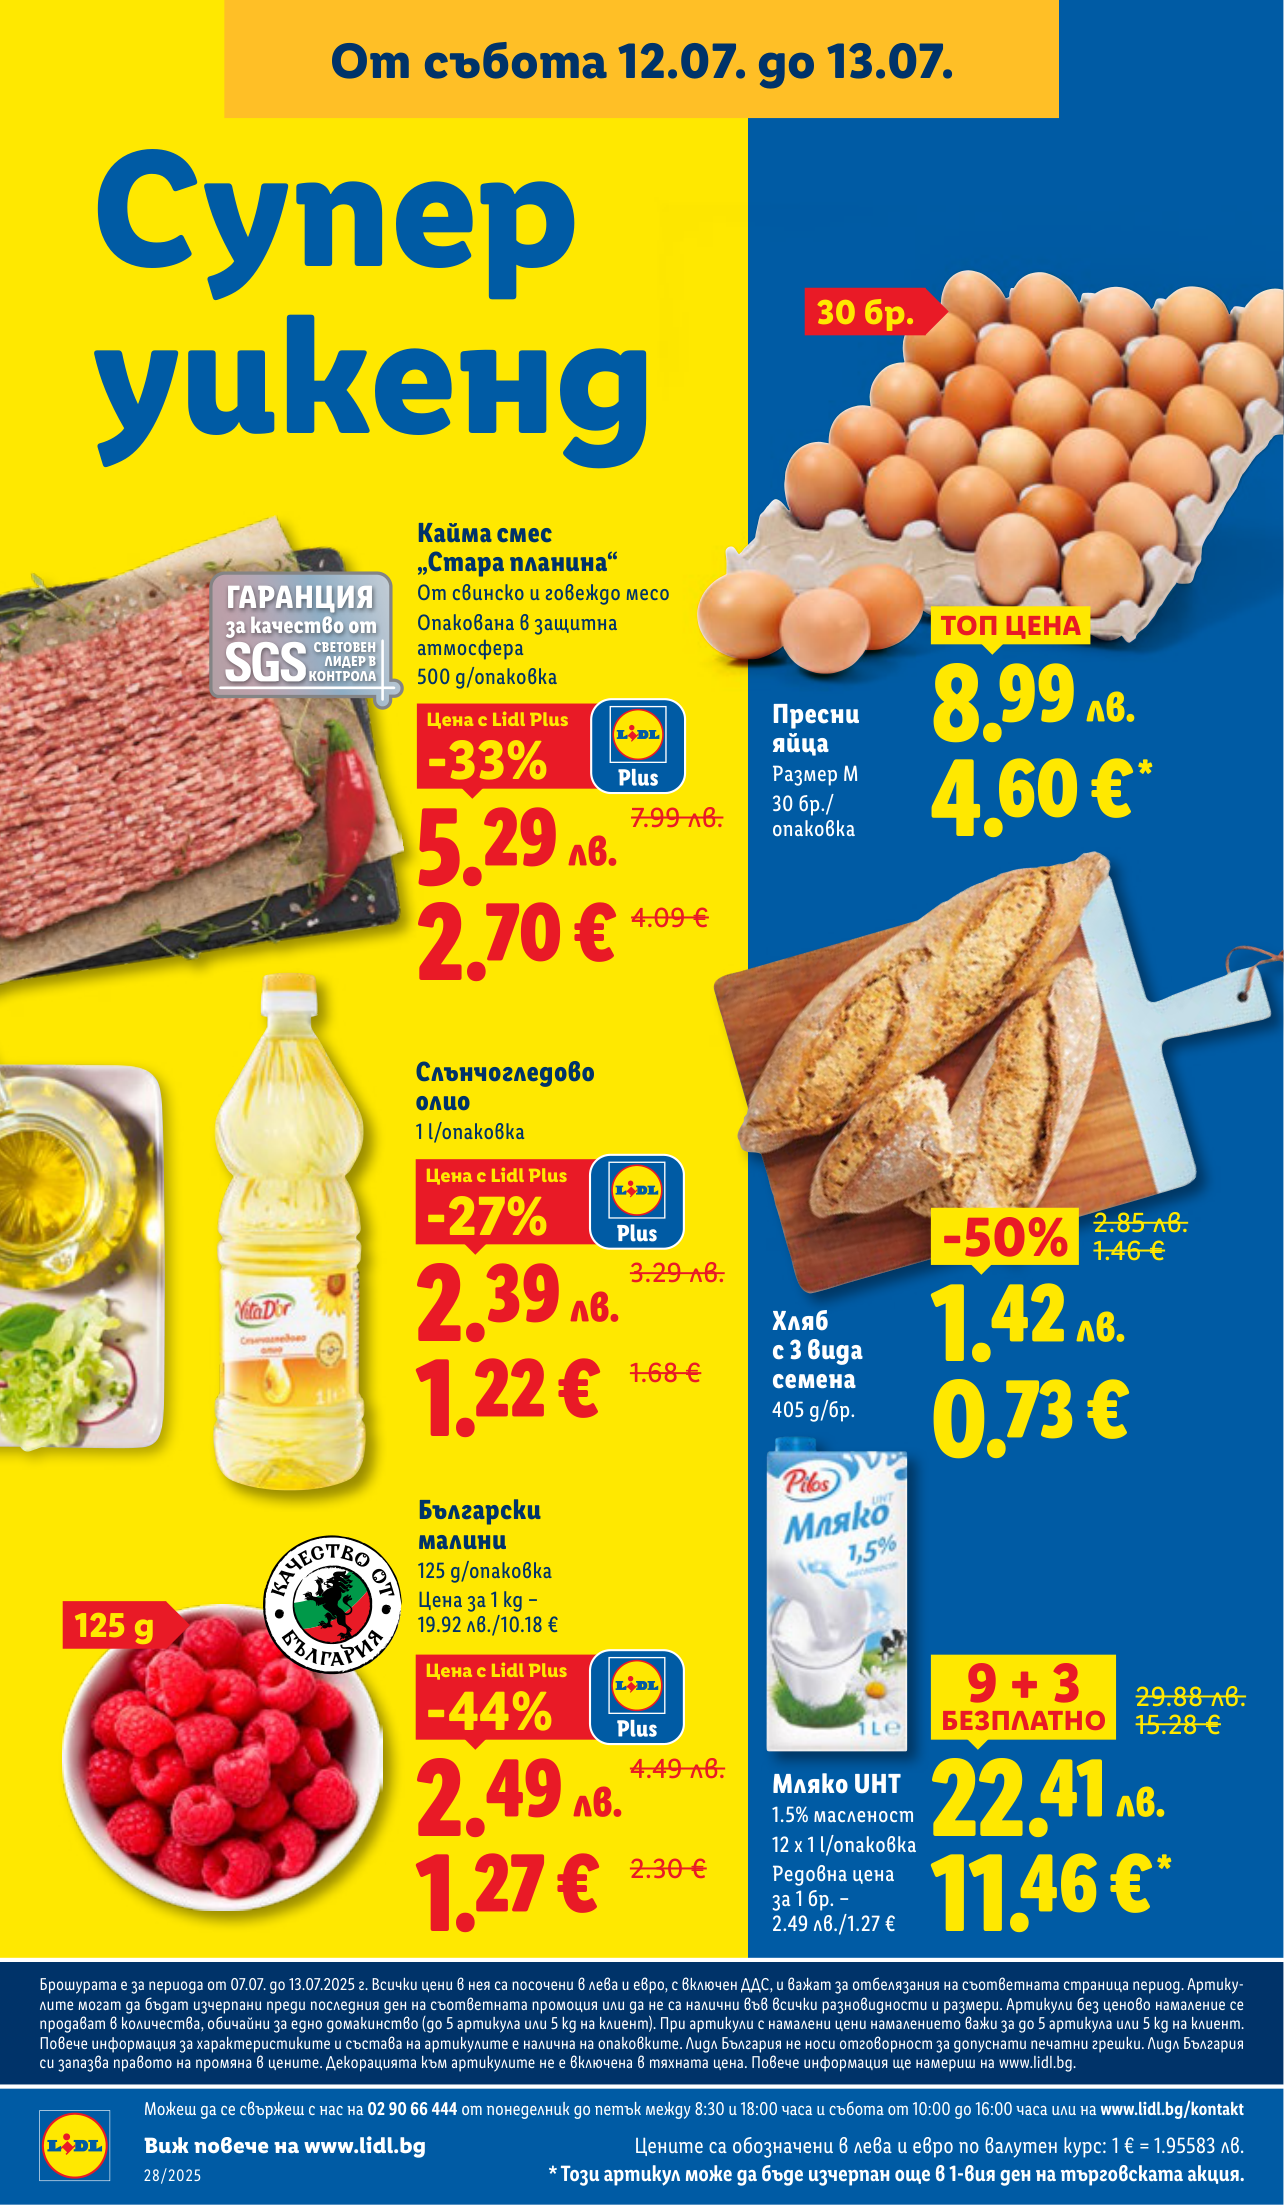 От събота 12.07. до 13.07.
Супер
уикенд
ГАРАНЦИЯ
за качество от
SGS СВЕТОВЕН
ЛИДЕР В
КОНТРОЛА
Кайма смес
„Стара планина“
От свинско и говеждо месо
Опакована в защитна
атмосфера
500 g/опаковка
Цена с Lidl Plus
-33%
LIDL
Plus
7.99 лв.
5.29 лв.
2.70 €
4.09 €
Слънчогледово
олио
1 l/опаковка
Цена с Lidl Plus
-27%
LIDL
Plus
3.29 лв.
2.39 лв.
1.22 €
1.68 €
VitaD'or
Слънчогледово
олио
Български
малини
125 g/опаковка
Цена за 1 kg –
19.92 лв./10.18 €
125 g
КАЧЕСТВО ОТ
БЪЛГАРИЯ
Цена с Lidl Plus
-44%
LIDL
Plus
4.49 лв.
2.49 лв.
1.27 €
2.30 €
30 бр.
ТОП ЦЕНА
8.99 лв.
4.60 €*
Пресни
яйца
Размер M
30 бр./
опаковка
-50%
2.85 лв.
1.46 €
1.42 лв.
0.73 €
Хляб
с 3 вида
семена
405 g/бр.
Pilos
UHT
Мляко
1,5%
масленост
1 L e
9 + 3
БЕЗПЛАТНО
29.88 лв.
15.28 €
22.41 лв.
11.46 €*
Мляко UHT
1.5% масленост
12 x 1 l/опаковка
Редовна цена
за 1 бр. –
2.49 лв./1.27 €
Брошурата е за периода от 07.07. до 13.07.2025 г. Всички цени в нея са посочени в лева и евро, с включен ДДС, и важат за отбелязания на съответната страница период. Артику-
лите могат да бъдат изчерпани преди последния ден на съответната промоция или да не са налични във всички разновидности и размери. Артикули без ценово намаление се
продават в количества, обичайни за едно домакинство (до 5 артикула или 5 кg на клиент). При артикули с намалени цени намалението важи за до 5 артикула или 5 кg на клиент.
Повече информация за характеристиките и състава на артикулите е налична на опаковките. Лидл България не носи отговорност за допуснати печатни грешки. Лидл България
си запазва правото на промяна в цените. Декорацията към артикулите не е включена в тяхната цена. Повече информация ще намериш на www.lidl.bg.
Можеш да се свържеш с нас на 02 90 66 444 от понеделник до петък между 8:30 и 18:00 часа и събота от 10:00 до 16:00 часа или на www.lidl.bg/kontakt
LIDL
Виж повече на www.lidl.bg
Цените са обозначени в лева и евро по валутен курс: 1 € = 1.95583 лв.
28/2025
* Този артикул може да бъде изчерпан още в 1-вия ден на търговската акция.